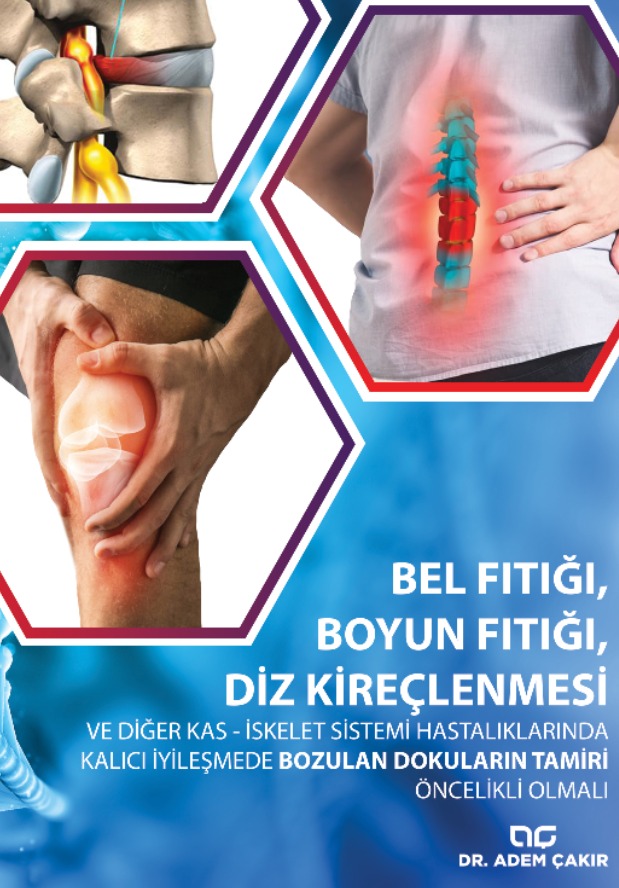 BEL FITIĞI,
BOYUN FITIĞI,
DİZ KİREÇLENMESİ
VE DİĞER KAS - İSKELET SİSTEMİ HASTALIKLARINDA
KALICI İYİLEŞMEDE BOZULAN DOKULARIN TAMİRİ
ÖNCELİKLİ OLMALI
DR. ADEM ÇAKIR